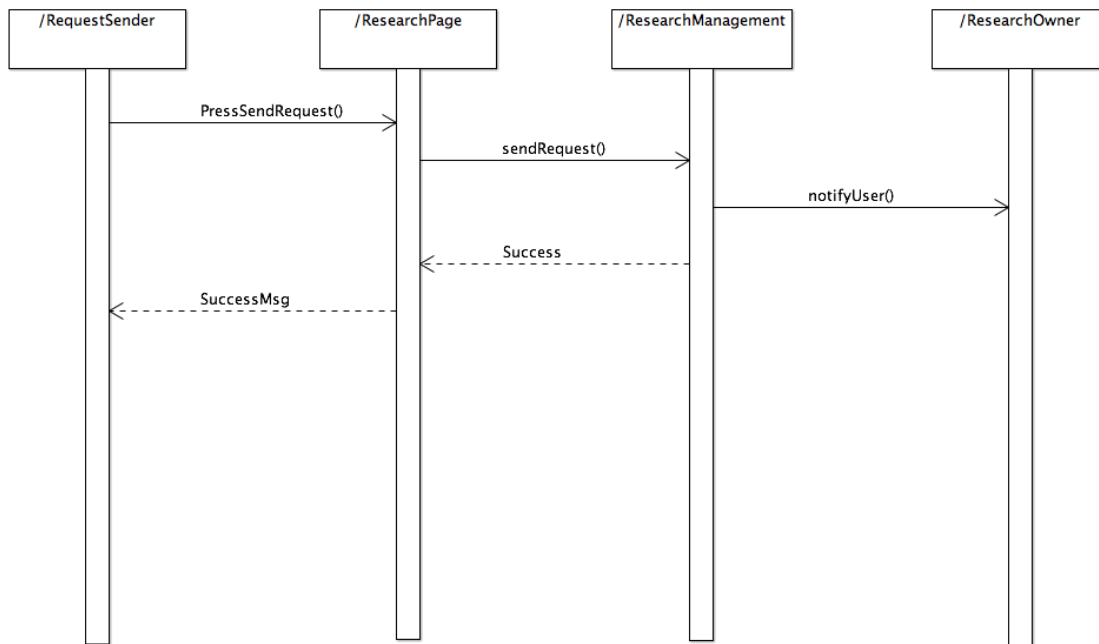 /RequestSender
/ResearchPage
/ResearchManagement
/ResearchOwner
PressSendRequest()
sendRequest()
notifyUser()
Success
SuccessMsg